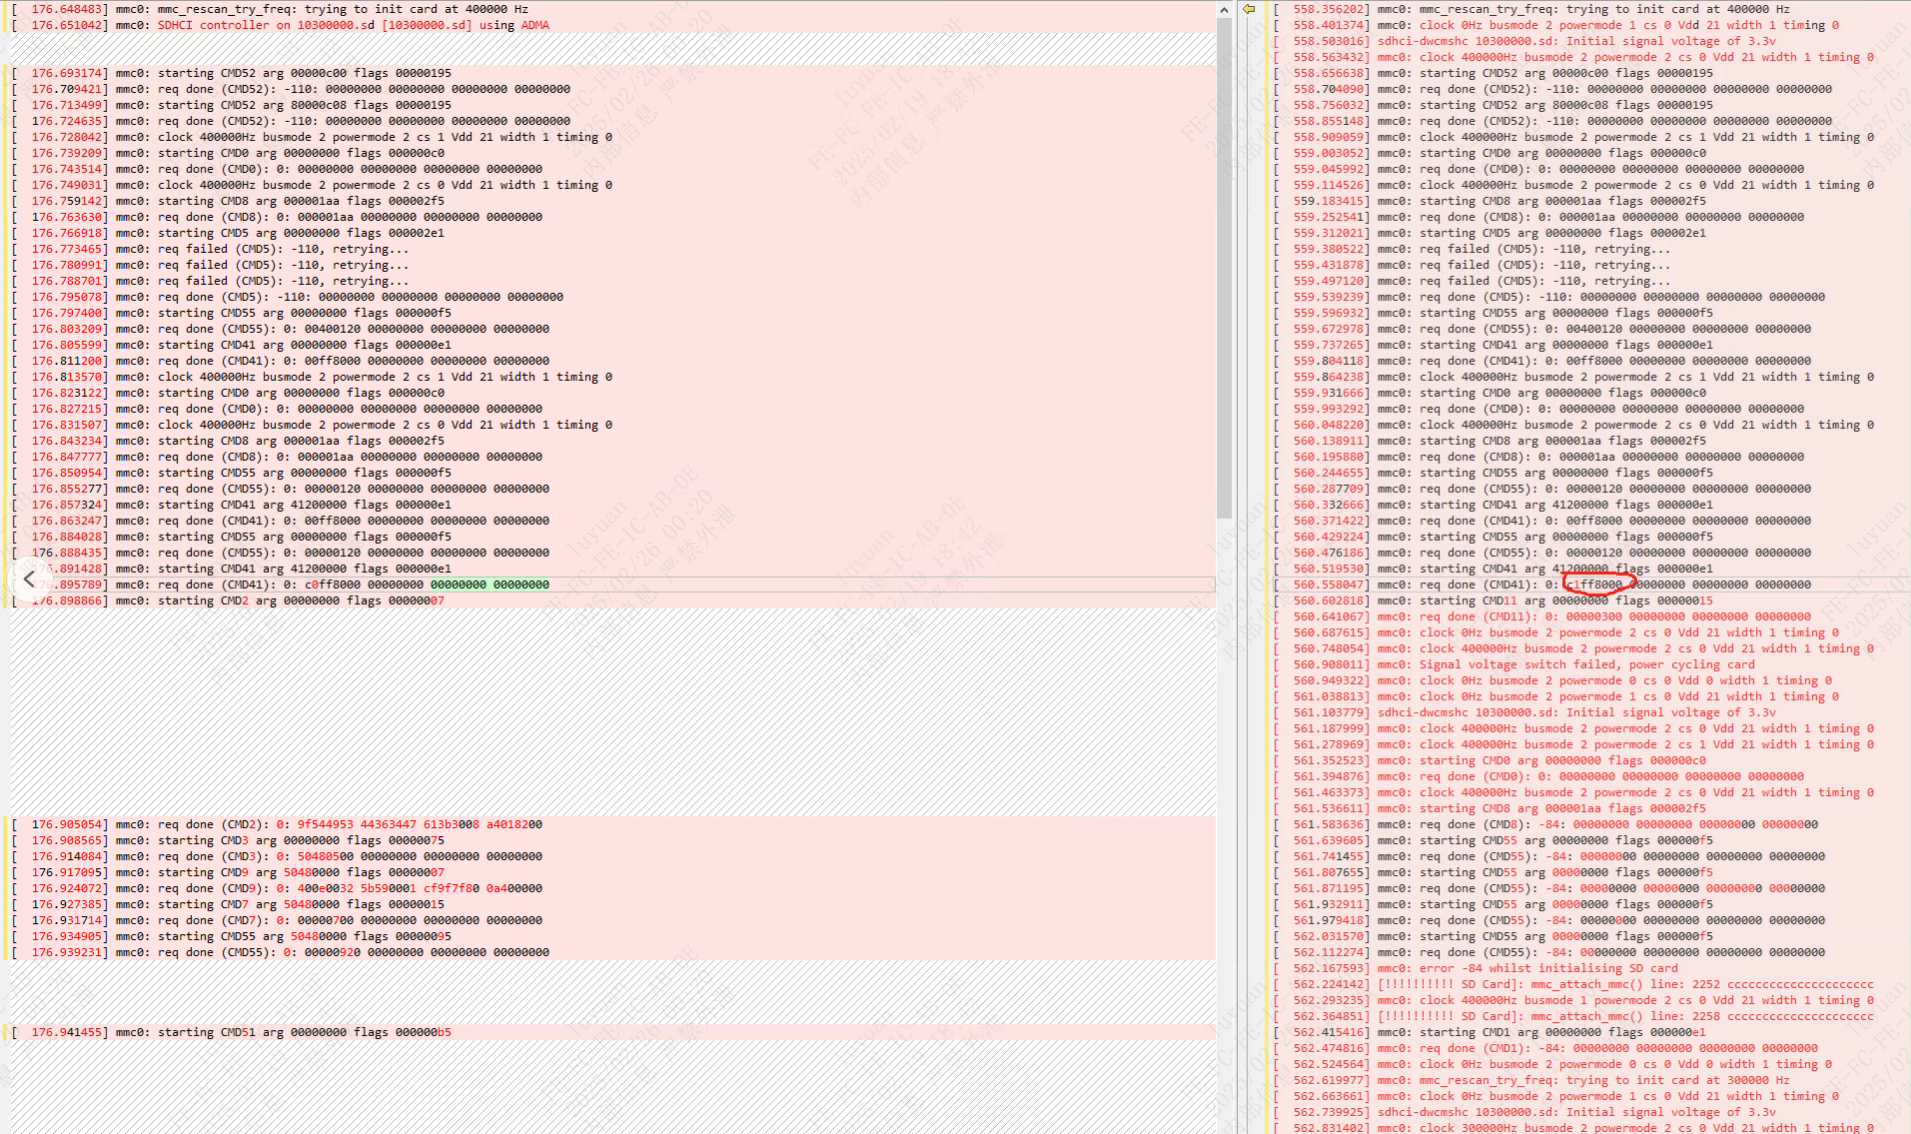 [ 176.648483] mmc0: mmc_rescan_try_freq: trying to init card at 400000 Hz
[ 176.651042] mmc0: SDHCI controller on 10300000.sd [10300000.sd] using ADMA
[ 176.693174] mmc0: starting CMD52 arg 00000c00 flags 00000195
[ 176.709421] mmc0: req done (CMD52): -110: 00000000 00000000 00000000 00000000
[ 176.713499] mmc0: starting CMD52 arg 80000c08 flags 00000195
[ 176.724635] mmc0: req done (CMD52): -110: 00000000 00000000 00000000 00000000
[ 176.728042] mmc0: clock 400000Hz busmode 2 powermode 2 cs 1 Vdd 21 width 1 timing 0
[ 176.739209] mmc0: starting CMD0 arg 00000000 flags 000000c0
[ 176.743514] mmc0: req done (CMD0): 0: 00000000 00000000 00000000 00000000
[ 176.749031] mmc0: clock 400000Hz busmode 2 powermode 2 cs 0 Vdd 21 width 1 timing 0
[ 176.759142] mmc0: starting CMD8 arg 000001aa flags 000002f5
[ 176.763630] mmc0: req done (CMD8): 0: 000001aa 00000000 00000000 00000000
[ 176.766918] mmc0: starting CMD5 arg 00000000 flags 000002e1
[ 176.773465] mmc0: req failed (CMD5): -110, retrying...
[ 176.780991] mmc0: req failed (CMD5): -110, retrying...
[ 176.788701] mmc0: req failed (CMD5): -110, retrying...
[ 176.795078] mmc0: req done (CMD5): -110: 00000000 00000000 00000000 00000000
[ 176.797400] mmc0: starting CMD55 arg 00000000 flags 000000f5
[ 176.803209] mmc0: req done (CMD55): 0: 00400120 00000000 00000000 00000000
[ 176.805599] mmc0: starting CMD41 arg 00000000 flags 000000e1
[ 176.811200] mmc0: req done (CMD41): 0: 00ff8000 00000000 00000000 00000000
[ 176.813570] mmc0: clock 400000Hz busmode 2 powermode 2 cs 1 Vdd 21 width 1 timing 0
[ 176.823122] mmc0: starting CMD0 arg 00000000 flags 000000c0
[ 176.827215] mmc0: req done (CMD0): 0: 00000000 00000000 00000000 00000000
[ 176.831507] mmc0: clock 400000Hz busmode 2 powermode 2 cs 0 Vdd 21 width 1 timing 0
[ 176.843234] mmc0: starting CMD8 arg 000001aa flags 000002f5
[ 176.847777] mmc0: req done (CMD8): 0: 000001aa 00000000 00000000 00000000
[ 176.850954] mmc0: starting CMD55 arg 00000000 flags 000000f5
[ 176.855277] mmc0: req done (CMD55): 0: 00000120 00000000 00000000 00000000
[ 176.857324] mmc0: starting CMD41 arg 41200000 flags 000000e1
[ 176.863247] mmc0: req done (CMD41): 0: 00ff8000 00000000 00000000 00000000
[ 176.884028] mmc0: starting CMD55 arg 00000000 flags 000000f5
[ 176.888435] mmc0: req done (CMD55): 0: 00000120 00000000 00000000 00000000
.891428] mmc0: starting CMD41 arg 41200000 flags 000000e1
.895789] mmc0: req done (CMD41): 0: c0ff8000 00000000 00000000 00000000
.898866] mmc0: starting CMD2 arg 00000000 flags 00000007
[ 176.905054] mmc0: req done (CMD2): 0: 9f544953 44363447 613b3008 a4018200
[ 176.908565] mmc0: starting CMD3 arg 00000000 flags 00000075
[ 176.914084] mmc0: req done (CMD3): 0: 50480500 00000000 00000000 00000000
[ 176.917095] mmc0: starting CMD9 arg 50480000 flags 00000007
[ 176.924072] mmc0: req done (CMD9): 0: 400e0032 5b590001 cf9f7f80 0a400000
[ 176.927385] mmc0: starting CMD7 arg 50480000 flags 00000015
[ 176.931714] mmc0: req done (CMD7): 0: 00000700 00000000 00000000 00000000
[ 176.934905] mmc0: starting CMD55 arg 50480000 flags 00000095
[ 176.939231] mmc0: req done (CMD55): 0: 00000920 00000000 00000000 00000000
[ 176.941455] mmc0: starting CMD51 arg 00000000 flags 000000b5
[ 558.356202] mmc0: mmc_rescan_try_freq: trying to init card at 400000 Hz
[ 558.401374] mmc0: clock 0Hz busmode 2 powermode 1 cs 0 Vdd 21 width 1 timing 0
[ 558.503016] sdhci-dwcmshc 10300000.sd: Initial signal voltage of 3.3v
[ 558.563432] mmc0: clock 400000Hz busmode 2 powermode 2 cs 0 Vdd 21 width 1 timing 0
[ 558.656638] mmc0: starting CMD52 arg 00000c00 flags 00000195
[ 558.704090] mmc0: req done (CMD52): -110: 00000000 00000000 00000000 00000000
[ 558.756032] mmc0: starting CMD52 arg 80000c08 flags 00000195
[ 558.855148] mmc0: req done (CMD52): -110: 00000000 00000000 00000000 00000000
[ 558.909059] mmc0: clock 400000Hz busmode 2 powermode 2 cs 1 Vdd 21 width 1 timing 0
[ 559.003052] mmc0: starting CMD0 arg 00000000 flags 000000c0
[ 559.045992] mmc0: req done (CMD0): 0: 00000000 00000000 00000000 00000000
[ 559.114526] mmc0: clock 400000Hz busmode 2 powermode 2 cs 0 Vdd 21 width 1 timing 0
[ 559.183415] mmc0: starting CMD8 arg 000001aa flags 000002f5
[ 559.252541] mmc0: req done (CMD8): 0: 000001aa 00000000 00000000 00000000
[ 559.312021] mmc0: starting CMD5 arg 00000000 flags 000002e1
[ 559.380522] mmc0: req failed (CMD5): -110, retrying...
[ 559.431878] mmc0: req failed (CMD5): -110, retrying...
[ 559.497120] mmc0: req failed (CMD5): -110, retrying...
[ 559.539239] mmc0: req done (CMD5): -110: 00000000 00000000 00000000 00000000
[ 559.596932] mmc0: starting CMD55 arg 00000000 flags 000000f5
[ 559.672978] mmc0: req done (CMD55): 0: 00400120 00000000 00000000 00000000
[ 559.737265] mmc0: starting CMD41 arg 00000000 flags 000000e1
[ 559.804118] mmc0: req done (CMD41): 0: 00ff8000 00000000 00000000 00000000
[ 559.864238] mmc0: clock 400000Hz busmode 2 powermode 2 cs 1 Vdd 21 width 1 timing 0
[ 559.931666] mmc0: starting CMD0 arg 00000000 flags 000000c0
[ 559.993292] mmc0: req done (CMD0): 0: 00000000 00000000 00000000 00000000
[ 560.048220] mmc0: clock 400000Hz busmode 2 powermode 2 cs 0 Vdd 21 width 1 timing 0
[ 560.138911] mmc0: starting CMD8 arg 000001aa flags 000002f5
[ 560.195880] mmc0: req done (CMD8): 0: 000001aa 00000000 00000000 00000000
[ 560.244655] mmc0: starting CMD55 arg 00000000 flags 000000f5
[ 560.287709] mmc0: req done (CMD55): 0: 00000120 00000000 00000000 00000000
[ 560.332666] mmc0: starting CMD41 arg 41200000 flags 000000e1
[ 560.371422] mmc0: req done (CMD41): 0: 00ff8000 00000000 00000000 00000000
[ 560.429224] mmc0: starting CMD55 arg 00000000 flags 000000f5
[ 560.476186] mmc0: req done (CMD55): 0: 00000120 00000000 00000000 00000000
[ 560.519530] mmc0: starting CMD41 arg 41200000 flags 000000e1
[ 560.558047] mmc0: req done (CMD41): 0: c1ff8000 00000000 00000000 00000000
[ 560.602818] mmc0: starting CMD11 arg 00000000 flags 00000015
[ 560.641067] mmc0: req done (CMD11): 0: 00000300 00000000 00000000 00000000
[ 560.687615] mmc0: clock 0Hz busmode 2 powermode 2 cs 0 Vdd 21 width 1 timing 0
[ 560.748054] mmc0: clock 400000Hz busmode 2 powermode 2 cs 0 Vdd 21 width 1 timing 0
[ 560.908011] mmc0: Signal voltage switch failed, power cycling card
[ 560.949322] mmc0: clock 0Hz busmode 2 powermode 0 cs 0 Vdd 0 width 1 timing 0
[ 561.038813] mmc0: clock 0Hz busmode 2 powermode 1 cs 0 Vdd 21 width 1 timing 0
[ 561.103779] sdhci-dwcmshc 10300000.sd: Initial signal voltage of 3.3v
[ 561.187999] mmc0: clock 400000Hz busmode 2 powermode 2 cs 0 Vdd 21 width 1 timing 0
[ 561.278969] mmc0: clock 400000Hz busmode 2 powermode 2 cs 1 Vdd 21 width 1 timing 0
[ 561.352523] mmc0: starting CMD0 arg 00000000 flags 000000c0
[ 561.394876] mmc0: req done (CMD0): 0: 00000000 00000000 00000000 00000000
[ 561.463373] mmc0: clock 400000Hz busmode 2 powermode 2 cs 0 Vdd 21 width 1 timing 0
[ 561.536611] mmc0: starting CMD8 arg 000001aa flags 000002f5
[ 561.583636] mmc0: req done (CMD8): -84: 00000000 00000000 00000000 00000000
[ 561.639605] mmc0: starting CMD55 arg 00000000 flags 000000f5
[ 561.741455] mmc0: req done (CMD55): -84: 00000000 00000000 00000000 00000000
[ 561.807655] mmc0: starting CMD55 arg 00000000 flags 000000f5
[ 561.871195] mmc0: req done (CMD55): -84: 00000000 00000000 00000000 00000000
[ 561.932911] mmc0: starting CMD55 arg 00000000 flags 000000f5
[ 561.979418] mmc0: req done (CMD55): -84: 00000000 00000000 00000000 00000000
[ 562.031570] mmc0: starting CMD55 arg 00000000 flags 000000f5
[ 562.112274] mmc0: req done (CMD55): -84: 00000000 00000000 00000000 00000000
[ 562.167593] mmc0: error -84 whilst initialising SD card
[ 562.224142] [!!!!!!!!!! SD Card]: mmc_attach_mmc() line: 2252 cccccccccccccccccccccc
[ 562.293235] mmc0: clock 400000Hz busmode 1 powermode 2 cs 0 Vdd 21 width 1 timing 0
[ 562.364851] [!!!!!!!!!! SD Card]: mmc_attach_mmc() line: 2258 cccccccccccccccccccccc
[ 562.415416] mmc0: starting CMD1 arg 00000000 flags 000000e1
[ 562.474816] mmc0: req done (CMD1): -84: 00000000 00000000 00000000 00000000
[ 562.524564] mmc0: clock 0Hz busmode 2 powermode 0 cs 0 Vdd 0 width 1 timing 0
[ 562.619977] mmc0: mmc_rescan_try_freq: trying to init card at 300000 Hz
[ 562.663661] mmc0: clock 0Hz busmode 2 powermode 1 cs 0 Vdd 21 width 1 timing 0
[ 562.739925] sdhci-dwcmshc 10300000.sd: Initial signal voltage of 3.3v
[ 562.831402] mmc0: clock 300000Hz busmode 2 powermode 2 cs 0 Vdd 21 width 1 timing 0